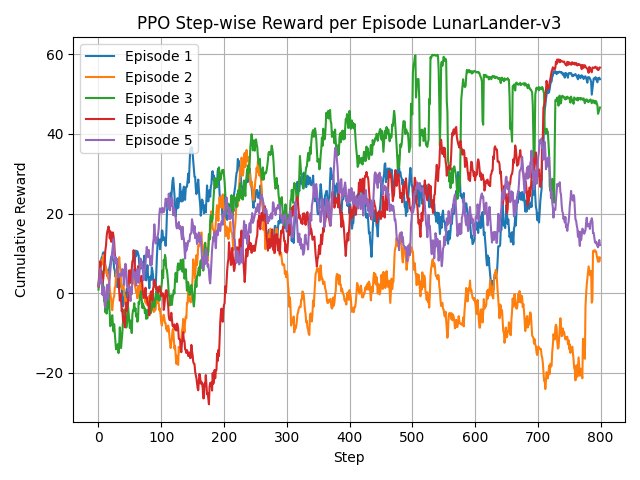 PPO Step-wise Reward per Episode LunarLander-v3
Episode 1
Episode 2
Episode 3
Episode 4
Episode 5
Cumulative Reward
60
40
20
0
−20
0 100 200 300 400 500 600 700 800
Step